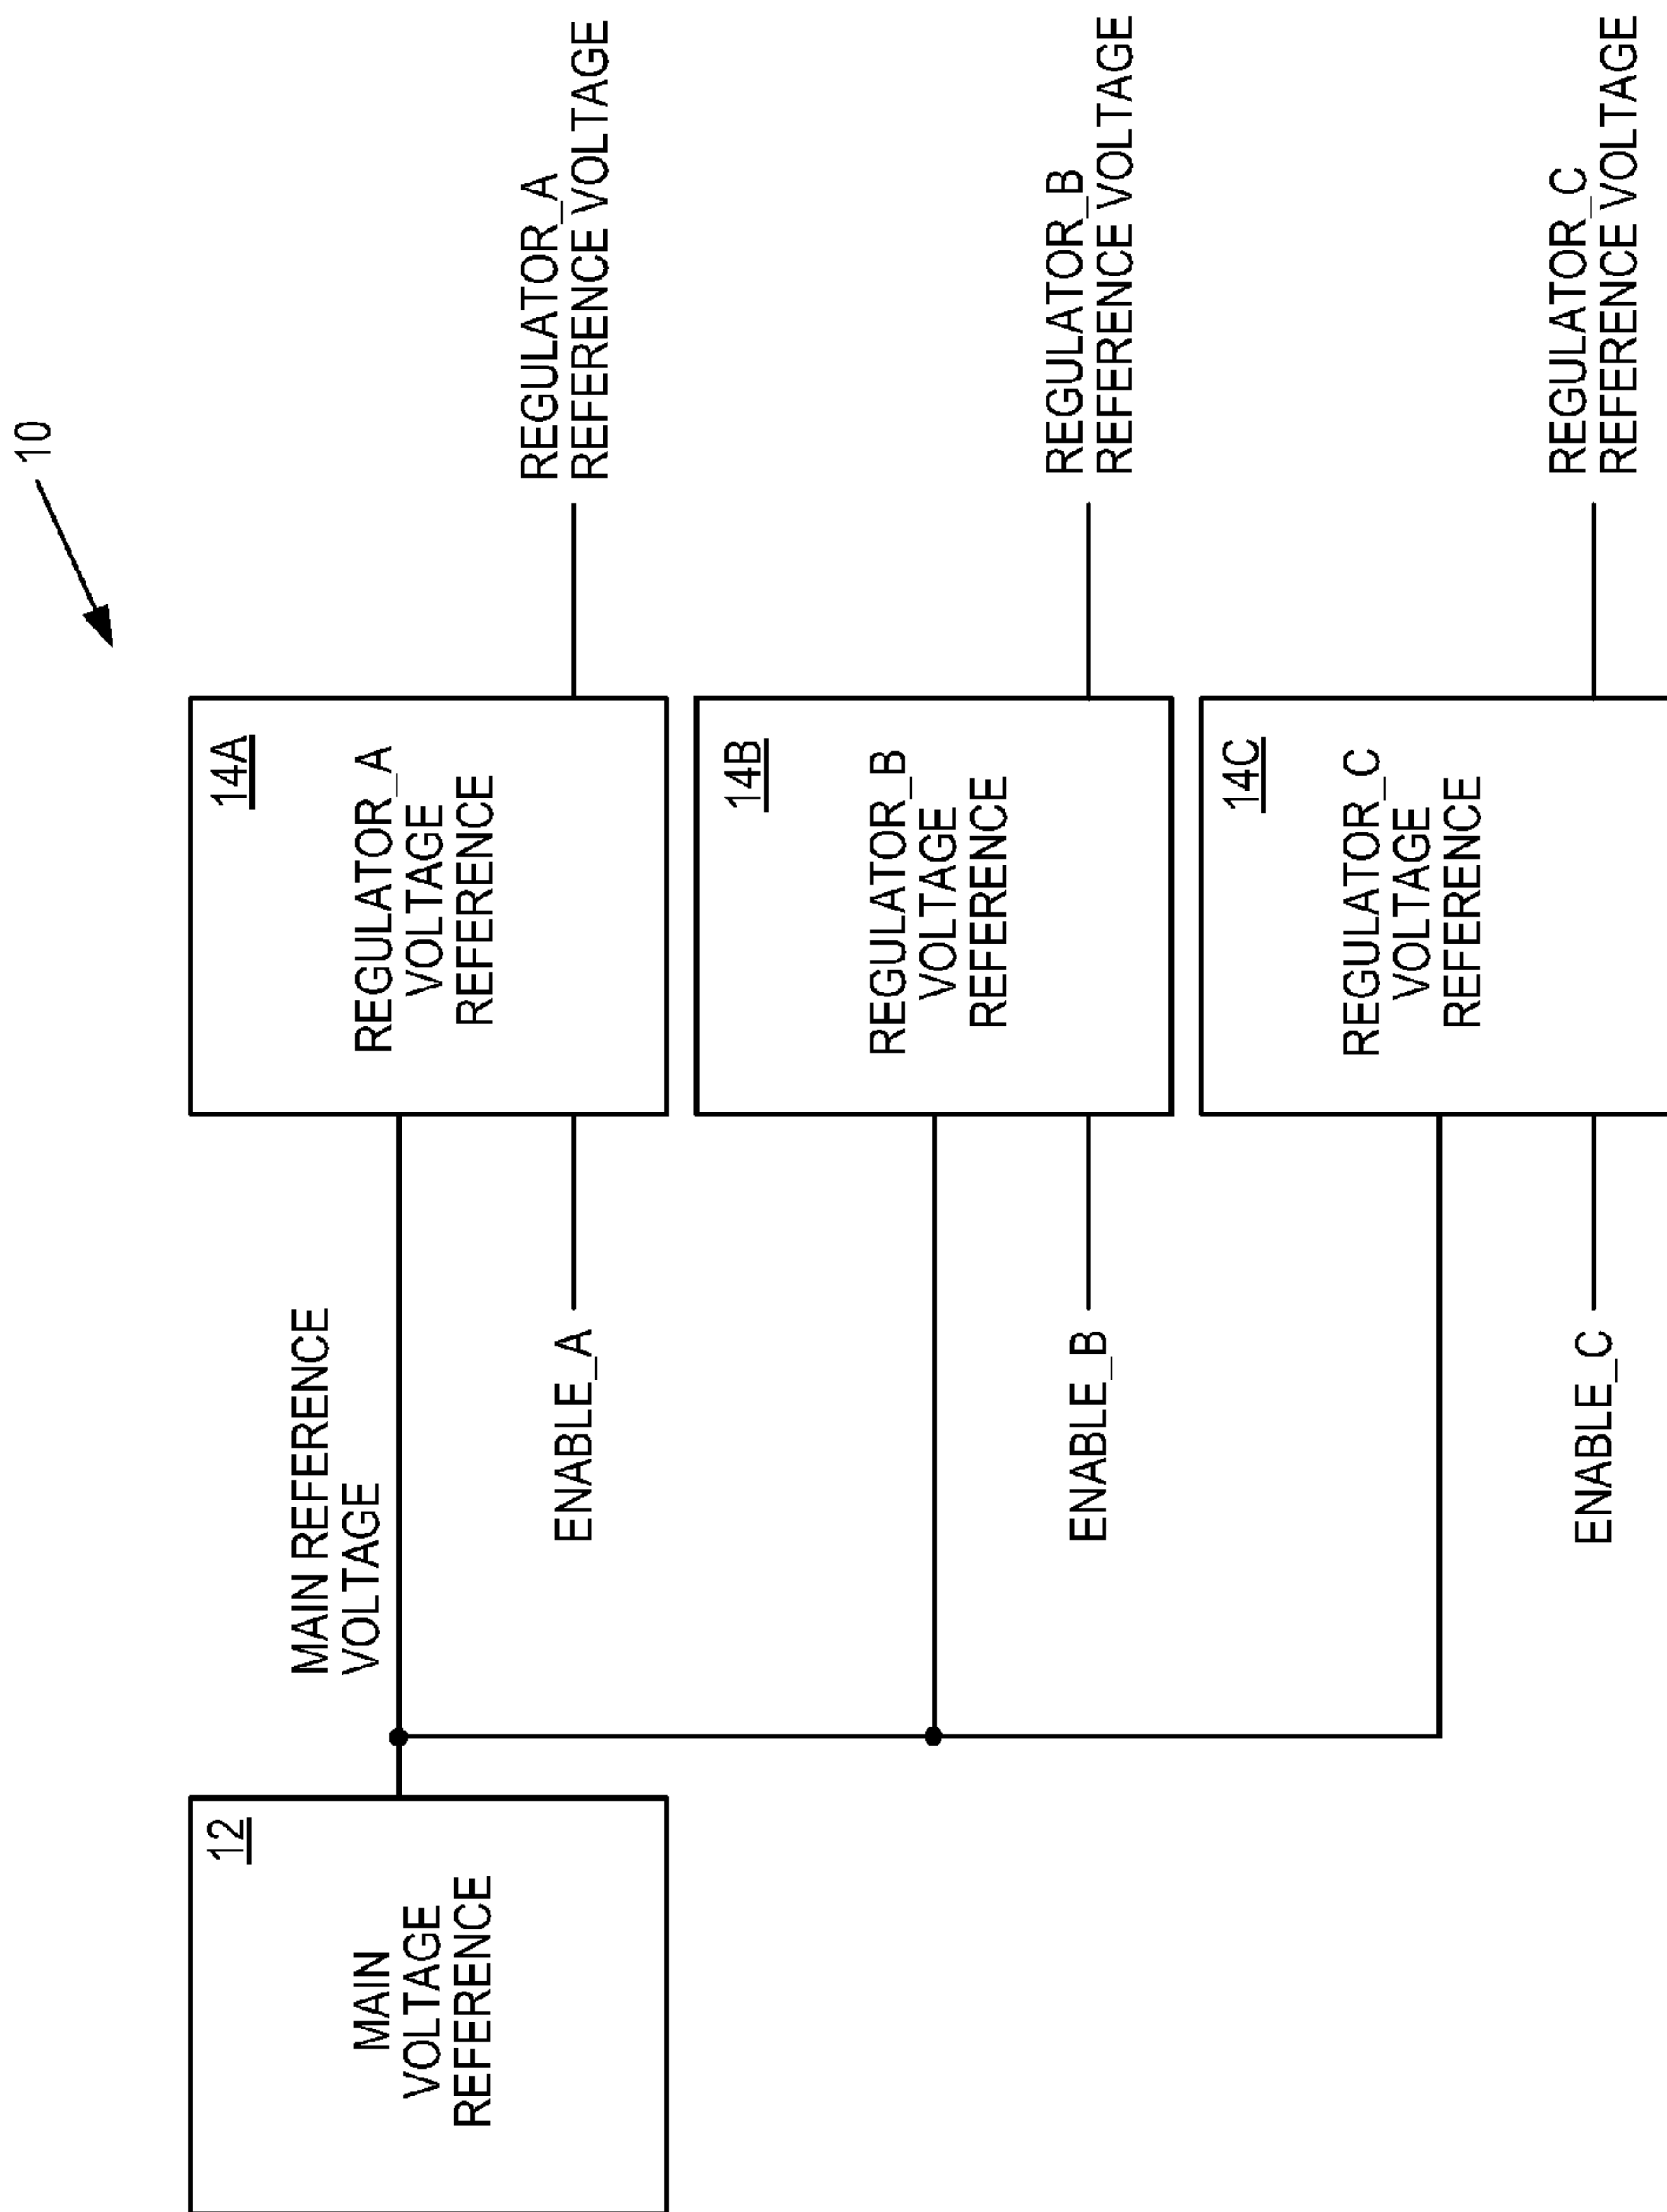 10
12
MAIN
VOLTAGE
REFERENCE
MAIN REFERENCE
VOLTAGE
14A
REGULATOR_A
VOLTAGE
REFERENCE
ENABLE_A
REGULATOR_A
REFERENCE VOLTAGE
14B
REGULATOR_B
VOLTAGE
REFERENCE
ENABLE_B
REGULATOR_B
REFERENCE VOLTAGE
14C
REGULATOR_C
VOLTAGE
REFERENCE
ENABLE_C
REGULATOR_C
REFERENCE VOLTAGE